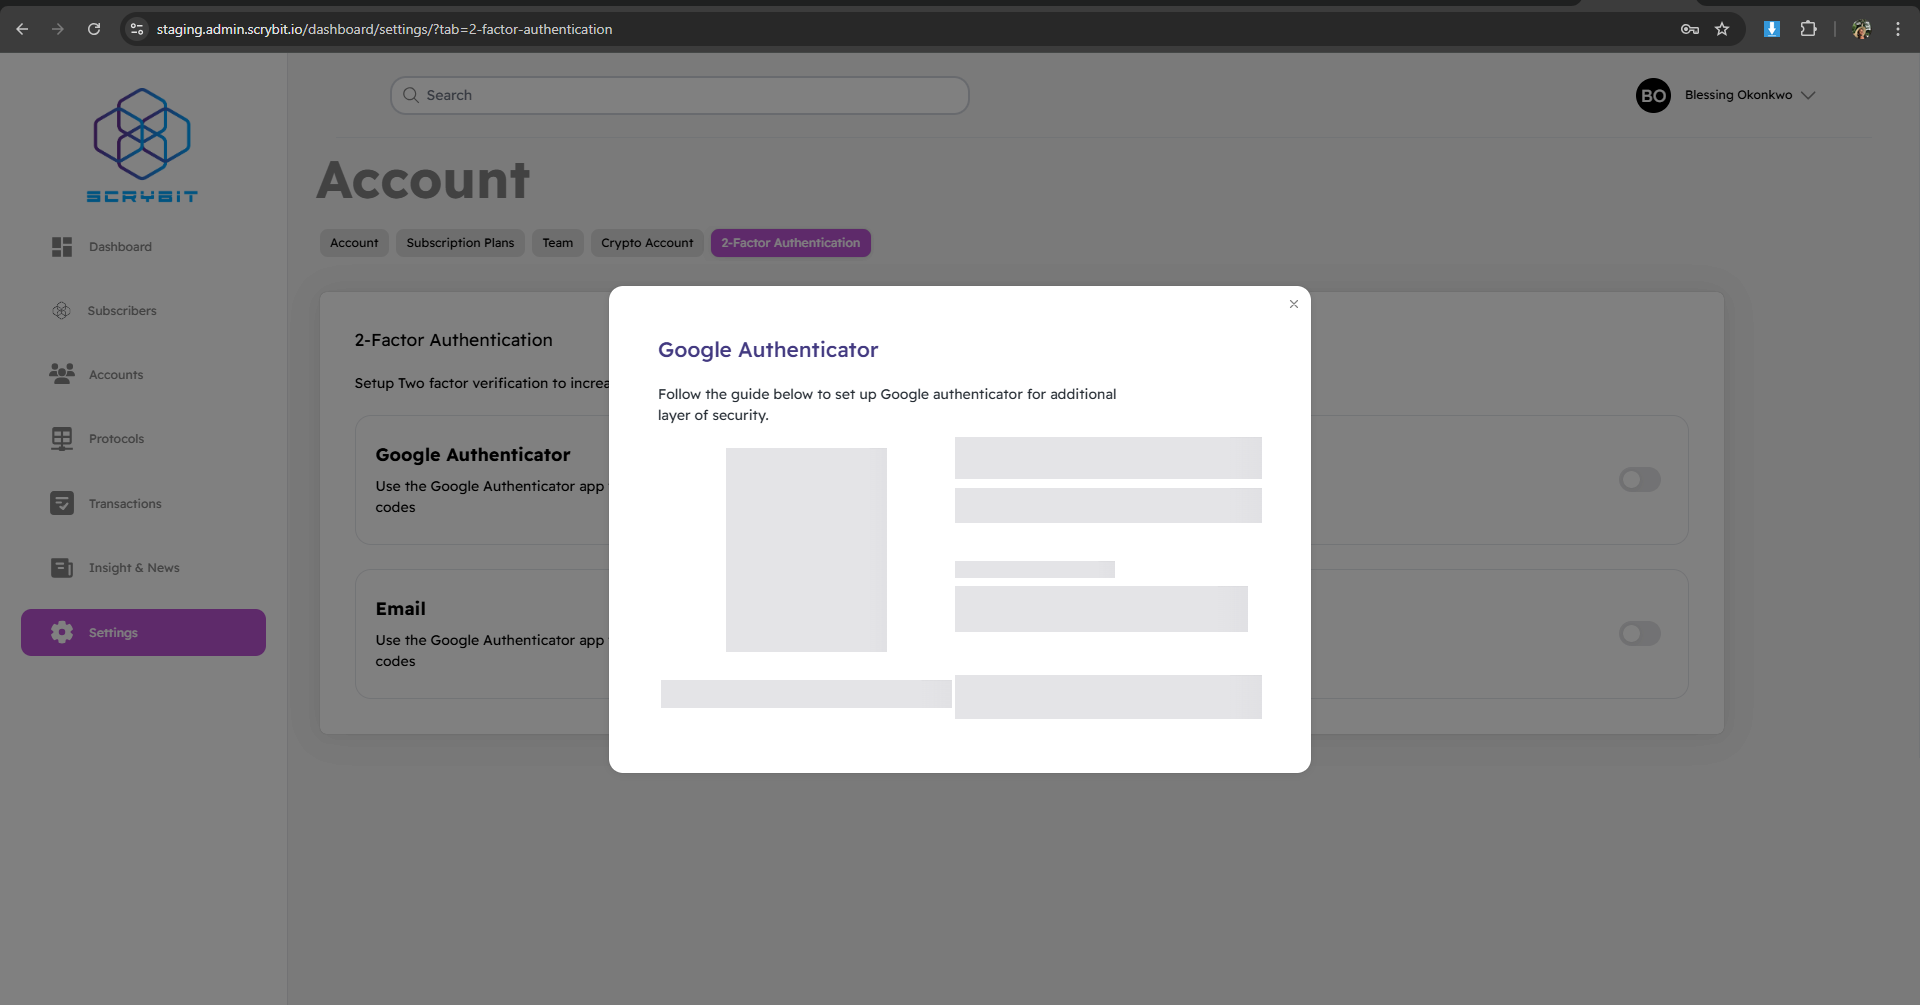 staging.admin.scrybit.io/dashboard/settings/?tab=2-factor-authentication
SCRYBIT
Search
BO
Blessing Okonkwo
Account
Account
Subscription Plans
Team
Crypto Account
2-Factor Authentication
Dashboard
Subscribers
Accounts
Protocols
Transactions
Insight & News
Settings
2-Factor Authentication
Setup Two factor verification to increa
Google Authenticator
Use the Google Authenticator app
codes
Email
Use the Google Authenticator app
codes
Google Authenticator
Follow the guide below to set up Google authenticator for additional
layer of security.